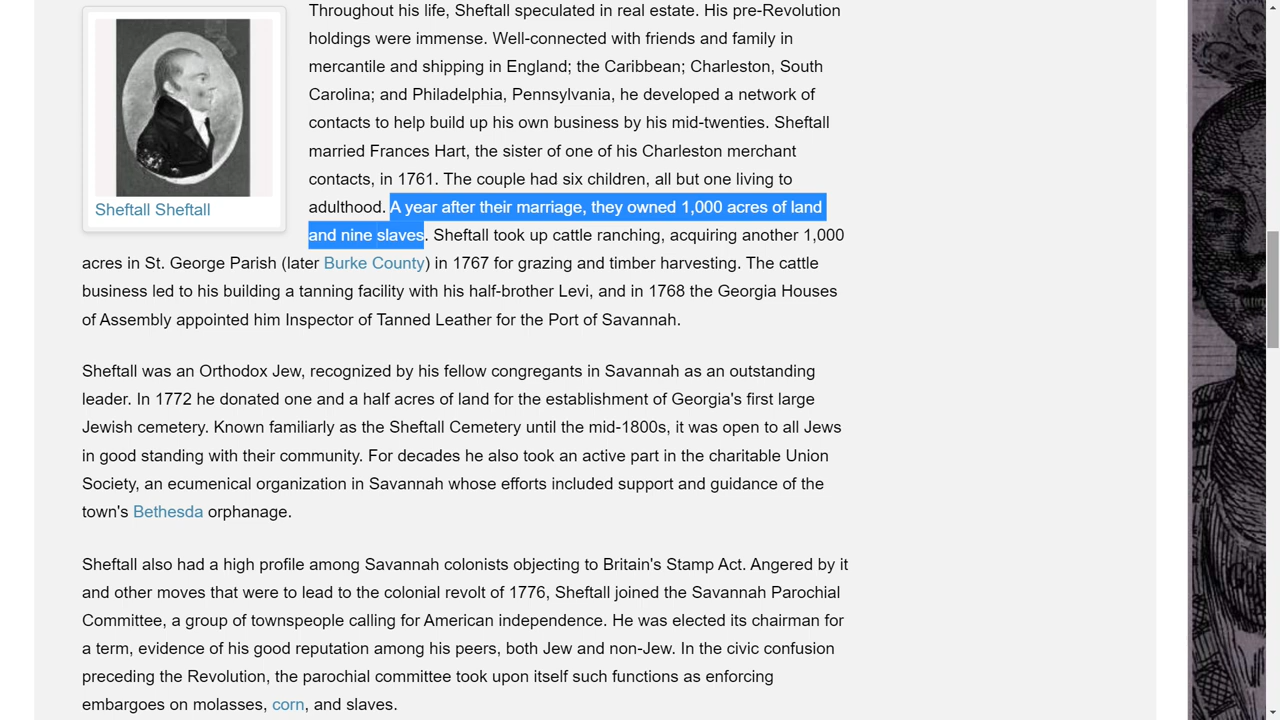 Throughout his life, Sheftall speculated in real estate. His pre-Revolution
holdings were immense. Well-connected with friends and family in
mercantile and shipping in England; the Caribbean; Charleston, South
Carolina; and Philadelphia, Pennsylvania, he developed a network of
contacts to help build up his own business by his mid-twenties. Sheftall
married Frances Hart, the sister of one of his Charleston merchant
contacts, in 1761. The couple had six children, all but one living to
adulthood. A year after their marriage, they owned 1,000 acres of land
Sheftall Sheftall
and nine slaves. Sheftall took up cattle ranching, acquiring another 1,000
acres in St. George Parish (later Burke County) in 1767 for grazing and timber harvesting. The cattle
business led to his building a tanning facility with his half-brother Levi, and in 1768 the Georgia Houses
of Assembly appointed him Inspector of Tanned Leather for the Port of Savannah.
Sheftall was an Orthodox Jew, recognized by his fellow congregants in Savannah as an outstanding
leader. In 1772 he donated one and a half acres of land for the establishment of Georgia's first large
Jewish cemetery. Known familiarly as the Sheftall Cemetery until the mid-1800s, it was open to all Jews
in good standing with their community. For decades he also took an active part in the charitable Union
Society, an ecumenical organization in Savannah whose efforts included support and guidance of the
town's Bethesda orphanage.
Sheftall also had a high profile among Savannah colonists objecting to Britain's Stamp Act. Angered by it
and other moves that were to lead to the colonial revolt of 1776, Sheftall joined the Savannah Parochial
Committee, a group of townspeople calling for American independence. He was elected its chairman for
a term, evidence of his good reputation among his peers, both Jew and non-Jew. In the civic confusion
preceding the Revolution, the parochial committee took upon itself such functions as enforcing
embargoes on molasses, corn, and slaves.